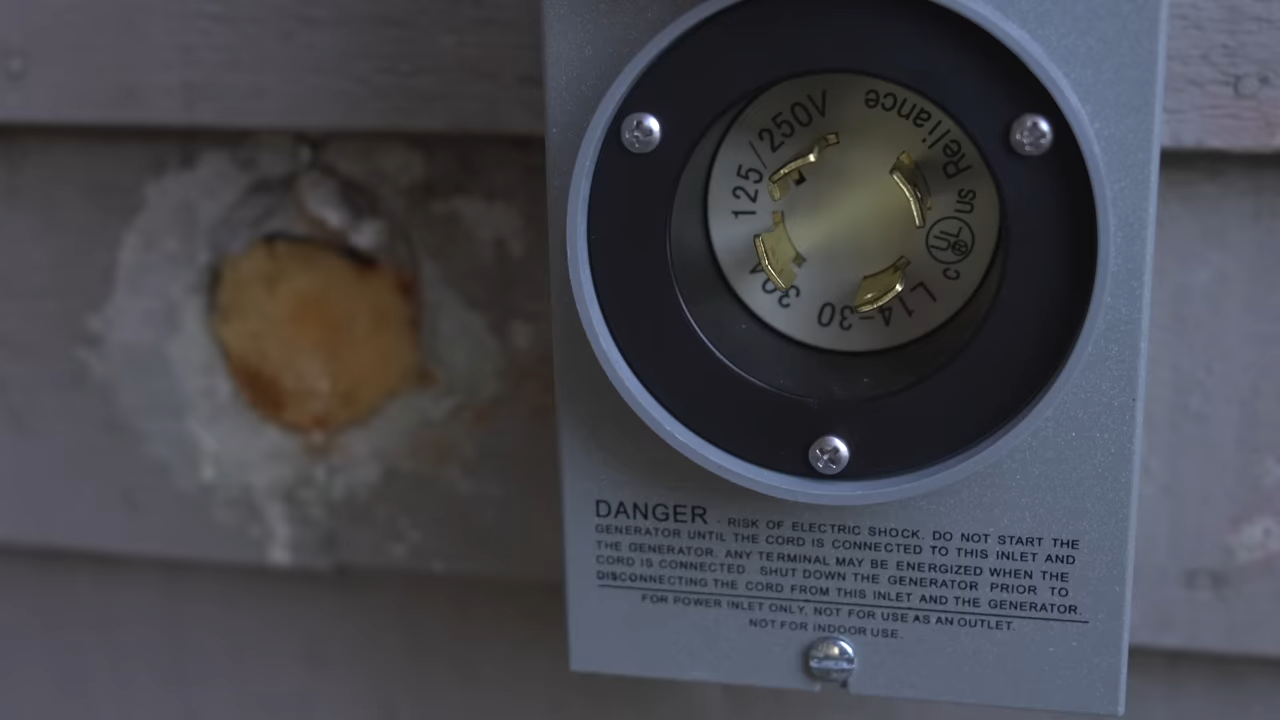 125/250V
Reliance
c UL R us
L14-30
30A
DANGER - RISK OF ELECTRIC SHOCK. DO NOT START THE
GENERATOR UNTIL THE CORD IS CONNECTED TO THIS INLET AND
THE GENERATOR. ANY TERMINAL MAY BE ENERGIZED WHEN THE
CORD IS CONNECTED. SHUT DOWN THE GENERATOR PRIOR TO
DISCONNECTING THE CORD FROM THIS INLET AND THE GENERATOR.
FOR POWER INLET ONLY, NOT FOR USE AS AN OUTLET.
NOT FOR INDOOR USE.